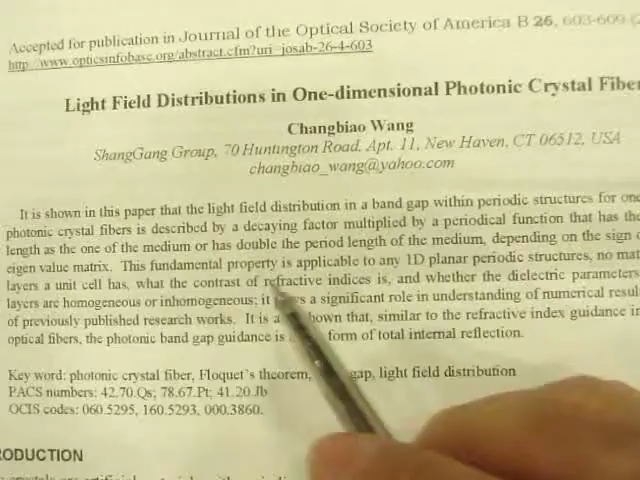 Accepted for publication in Journal of the Optical Society of America B 26, 603-609
http www.opticsinfobase.org/abstract.cfm?uri josab-26-4-603
Light Field Distributions in One-dimensional Photonic Crystal Fiber
Changbiao Wang
ShangGang Group, 70 Huntington Road, Apt. 11, New Haven, CT 06512, USA
changbiao_wang@yahoo.com
It is shown in this paper that the light field distribution in a band gap within periodic structures for one
photonic crystal fibers is described by a decaying factor multiplied by a periodical function that has the
length as the one of the medium or has double the period length of the medium, depending on the sign
eigen value matrix. This fundamental property is applicable to any 1D planar periodic structures, no mat
layers a unit cell has, what the contrast of refractive indices is, and whether the dielectric parameters
layers are homogeneous or inhomogeneous; it a significant role in understanding of numerical resul
of previously published research works. It is a hown that, similar to the refractive index guidance in
optical fibers, the photonic band gap guidance is form of total internal reflection.
Key word: photonic crystal fiber, Floquet's theorem, gap, light field distribution
PACS numbers: 42.70.Qs; 78.67.Pt; 41.20.Jb
OCIS codes: 060.5295, 160.5293, 000.3860.
RODUCTION